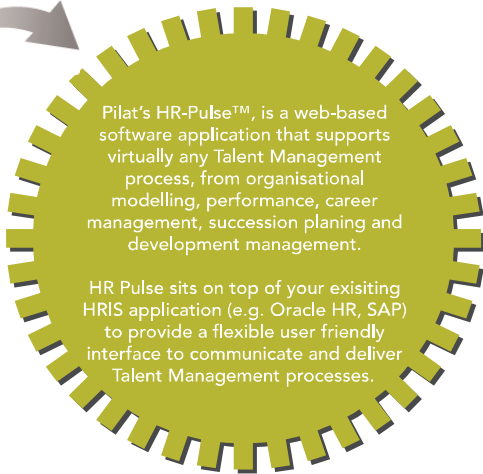 Pilat's HR-Pulse™, is a web-based
software application that supports
virtually any Talent Management
process, from organisational
modelling, performance, career
management, succession planing and
development management.
HR Pulse sits on top of your exisiting
HRIS application (e.g. Oracle HR, SAP)
to provide a flexible user friendly
interface to communicate and deliver
Talent Management processes.